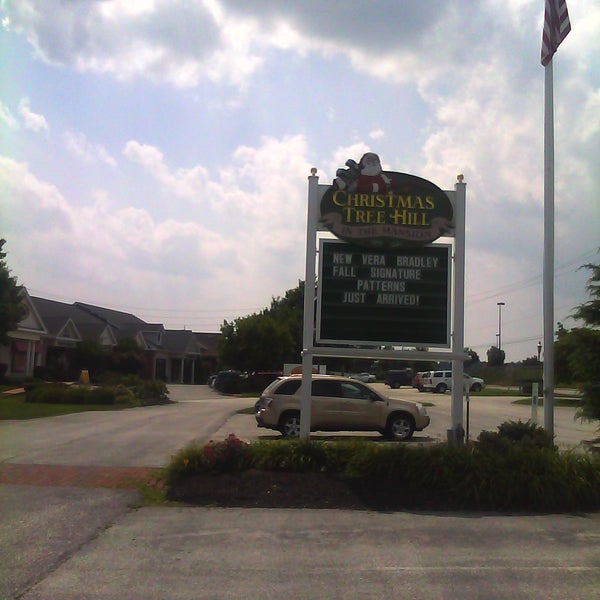 CHRISTMAS
TREE HILL
IN THE MANSION
NEW VERA BRADLEY
FALL SIGNATURE
PATTERNS
JUST ARRIVED!